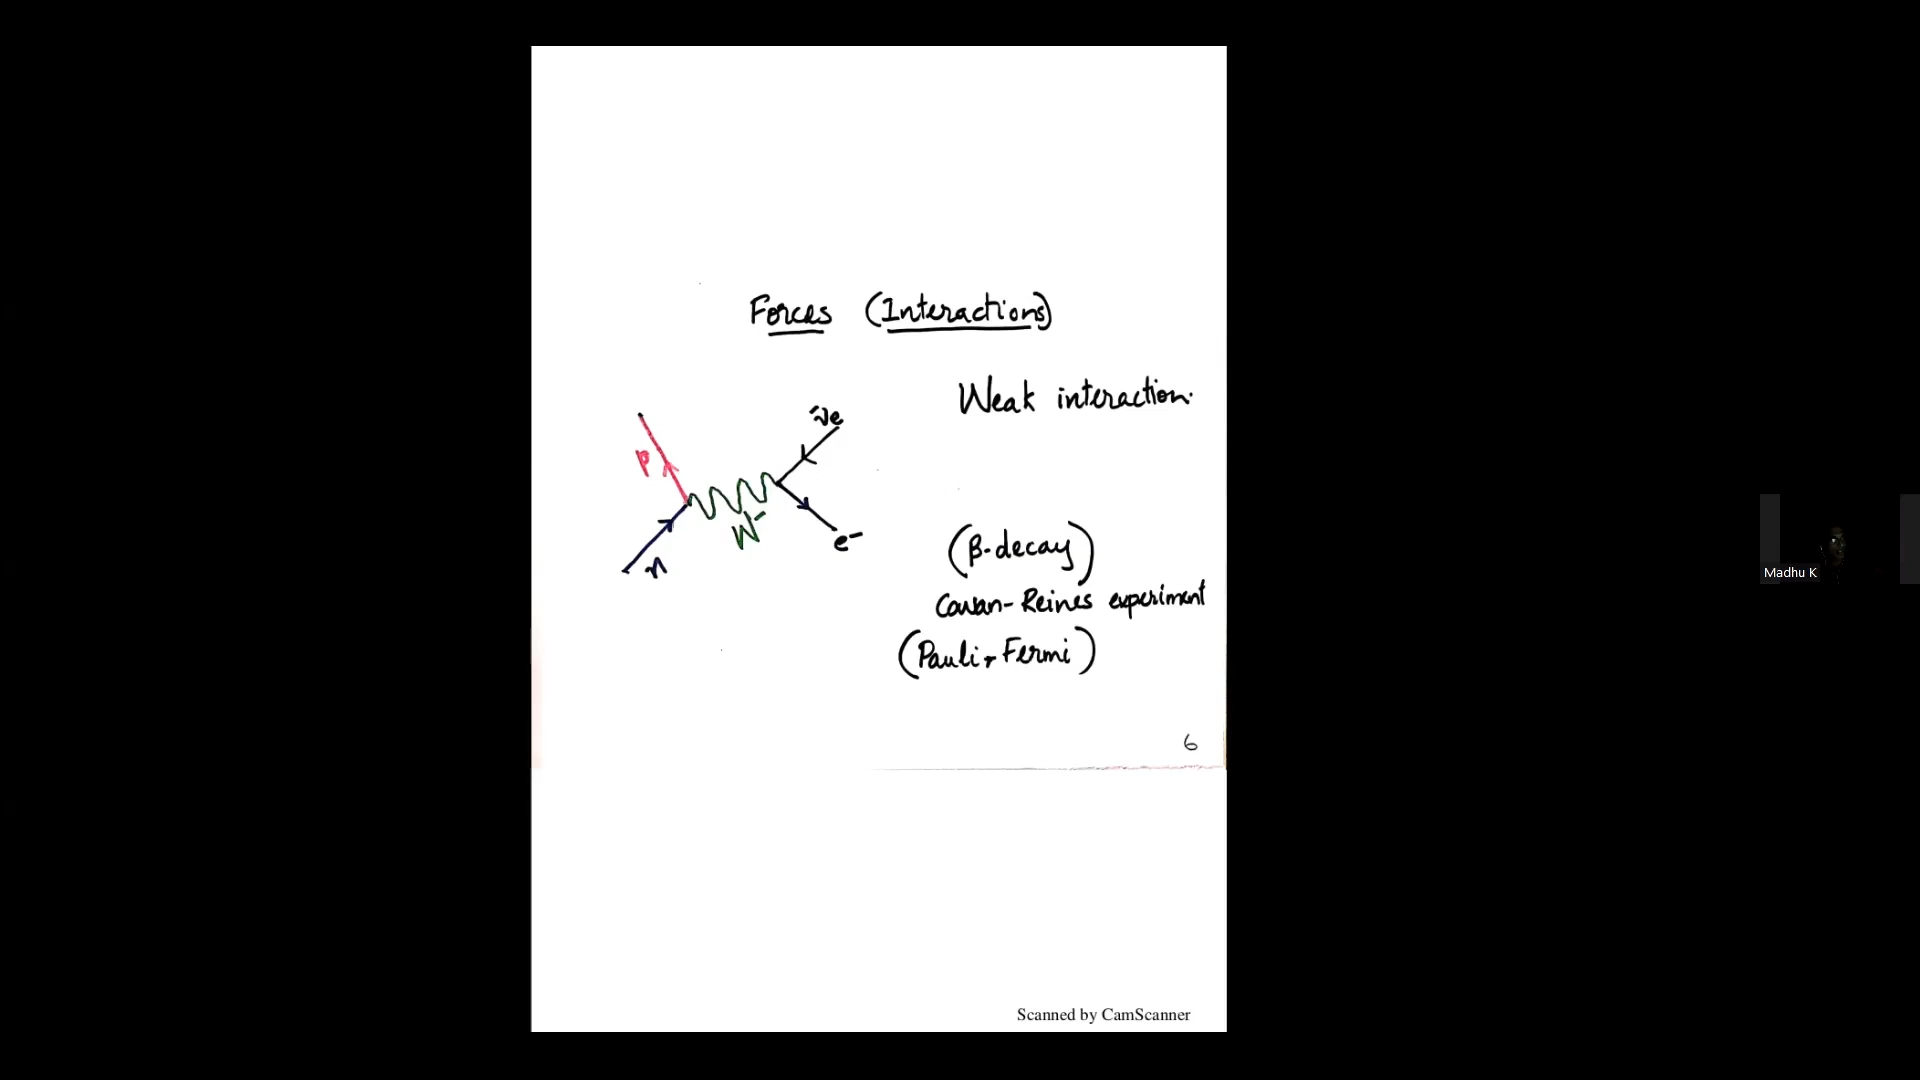 Forces (Interactions)
Weak interaction.
ν̄e
p
W⁻
n
e⁻
(β-decay)
Cowan-Reines experiment
(Pauli, Fermi)
6
Scanned by CamScanner
Madhu K